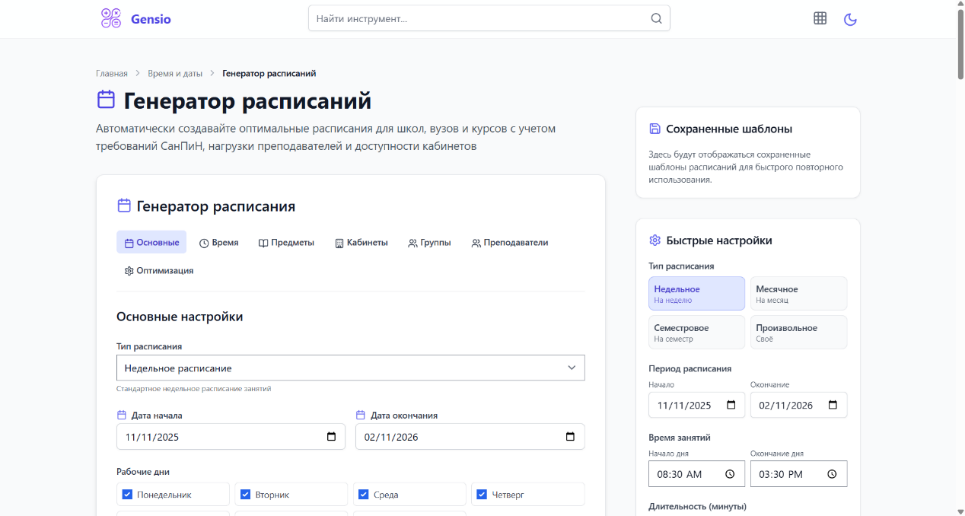 Gensio
Найти инструмент...
Главная > Время и даты > Генератор расписаний
Генератор расписаний
Автоматически создавайте оптимальные расписания для школ, вузов и курсов с учетом
требований СанПиН, нагрузки преподавателей и доступности кабинетов
Генератор расписания
Основные Время Предметы Кабинеты Группы Преподаватели
Оптимизация
Основные настройки
Тип расписания
Недельное расписание
Стандартное недельное расписание занятий
Дата начала Дата окончания
11/11/2025 02/11/2026
Рабочие дни
Понедельник Вторник Среда Четверг
Сохраненные шаблоны
Здесь будут отображаться сохраненные
шаблоны расписаний для быстрого повторного
использования.
Быстрые настройки
Тип расписания
Недельное Месячное
На неделю На месяц
Семестровое Произвольное
На семестр Своё
Период расписания
Начало Окончание
11/11/2025 02/11/2026
Время занятий
Начало дня Окончание дня
08:30 AM 03:30 PM
Длительность (минуты)